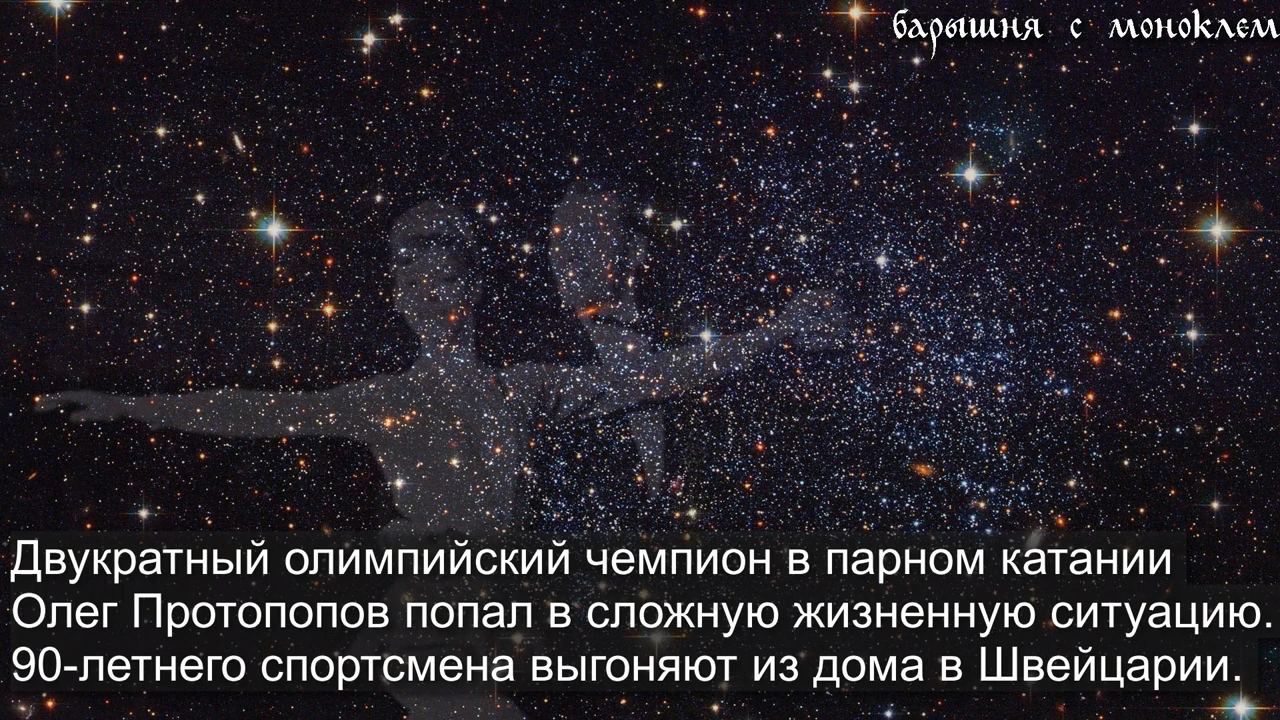 барышня с моноклем
Двукратный олимпийский чемпион в парном катании
Олег Протопопов попал в сложную жизненную ситуацию.
90-летнего спортсмена выгоняют из дома в Швейцарии.